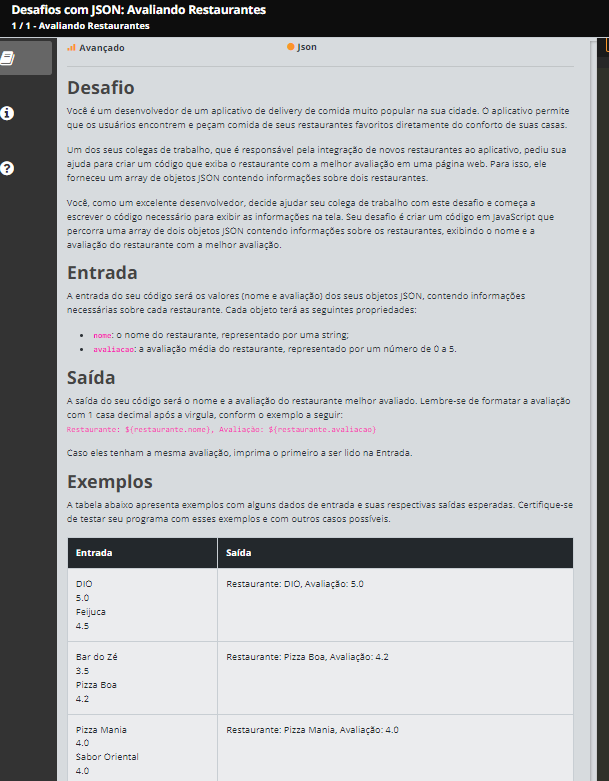 Desafios com JSON: Avaliando Restaurantes
1 / 1 - Avaliando Restaurantes
Avançado
Json
Desafio
Você é um desenvolvedor de um aplicativo de delivery de comida muito popular na sua cidade. O aplicativo permite
que os usuários encontrem e peçam comida de seus restaurantes favoritos diretamente do conforto de suas casas.
Um dos seus colegas de trabalho, que é responsável pela integração de novos restaurantes ao aplicativo, pediu sua
ajuda para criar um código que exiba o restaurante com a melhor avaliação em uma página web. Para isso, ele
forneceu um array de objetos JSON contendo informações sobre dois restaurantes.
Você, como um excelente desenvolvedor, decide ajudar seu colega de trabalho com este desafio e começa a
escrever o código necessário para exibir as informações na tela. Seu desafio é criar um código em JavaScript que
percorra uma array de dois objetos JSON contendo informações sobre os restaurantes, exibindo o nome e a
avaliação do restaurante com a melhor avaliação.
Entrada
A entrada do seu código será os valores (nome e avaliação) dos seus objetos JSON, contendo informações
necessárias sobre cada restaurante. Cada objeto terá as seguintes propriedades:
• nome: o nome do restaurante, representado por uma string;
• avaliacao: a avaliação média do restaurante, representado por um número de 0 a 5.
Saída
A saída do seu código será o nome e a avaliação do restaurante melhor avaliado. Lembre-se de formatar a avaliação
com 1 casa decimal após a virgula, conform o exemplo a seguir:
Restaurante: ${restaurante.nome}, Avaliação: ${restaurante.avaliacao}
Caso eles tenham a mesma avaliação, imprima o primeiro a ser lido na Entrada.
Exemplos
A tabela abaixo apresenta exemplos com alguns dados de entrada e suas respectivas saídas esperadas. Certifique-se
de testar seu programa com esses exemplos e com outros casos possíveis.
Entrada
Saída
DIO
5.0
Feijuca
4.5
Restaurante: DIO, Avaliação: 5.0
Bar do Zé
3.5
Pizza Boa
4.2
Restaurante: Pizza Boa, Avaliação: 4.2
Pizza Mania
4.0
Sabor Oriental
4.0
Restaurante: Pizza Mania, Avaliação: 4.0